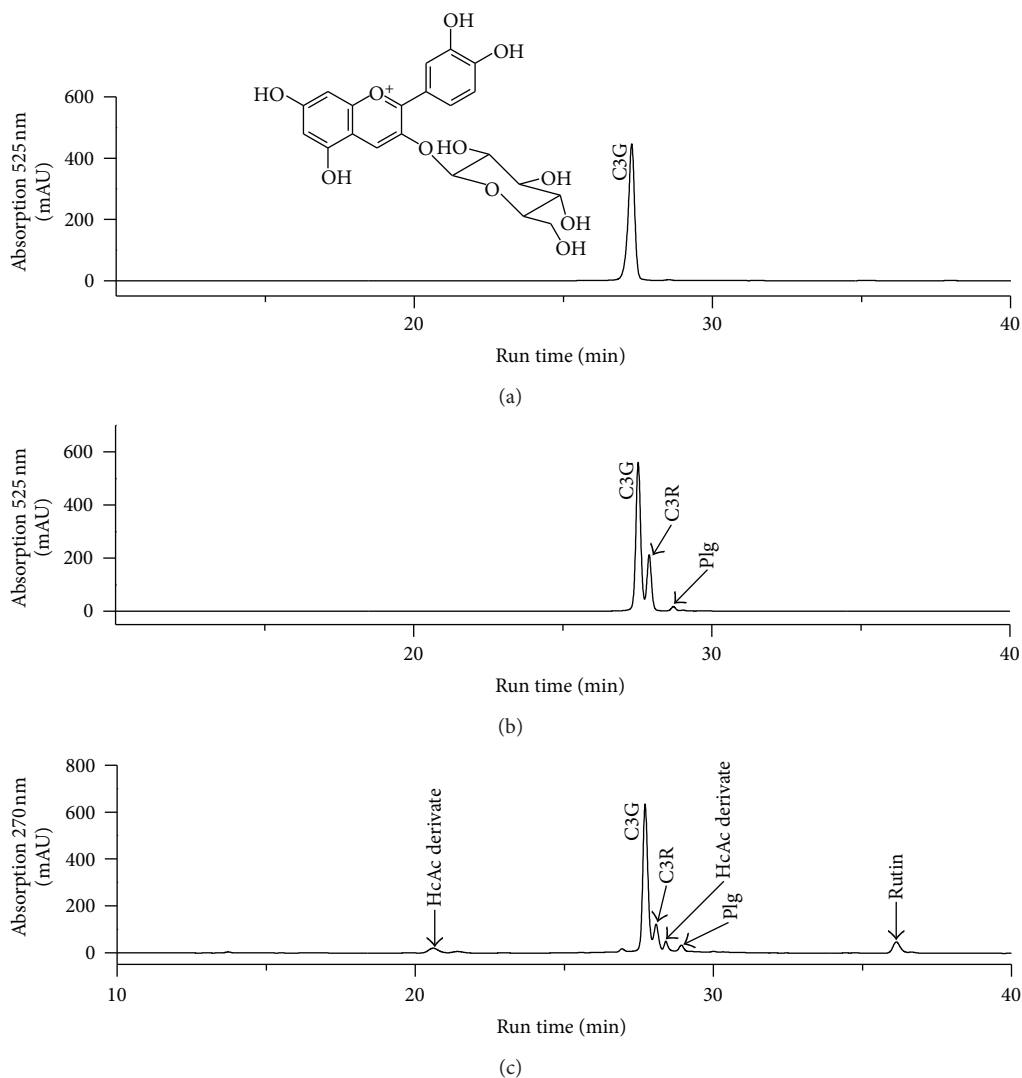 OH
OH
HO
O+
OH
O
HO
OH
O
OH
OH
Absorption 525 nm
(mAU)
600
400
200
0
C3G
20
30
40
Run time (min)
(a)
Absorption 525 nm
(mAU)
600
400
200
0
C3G
C3R
Plg
20
30
40
Run time (min)
(b)
Absorption 270 nm
(mAU)
800
600
400
200
0
HcAc derivate
C3G
C3R
HcAc derivate
Plg
Rutin
10
20
30
40
Run time (min)
(c)